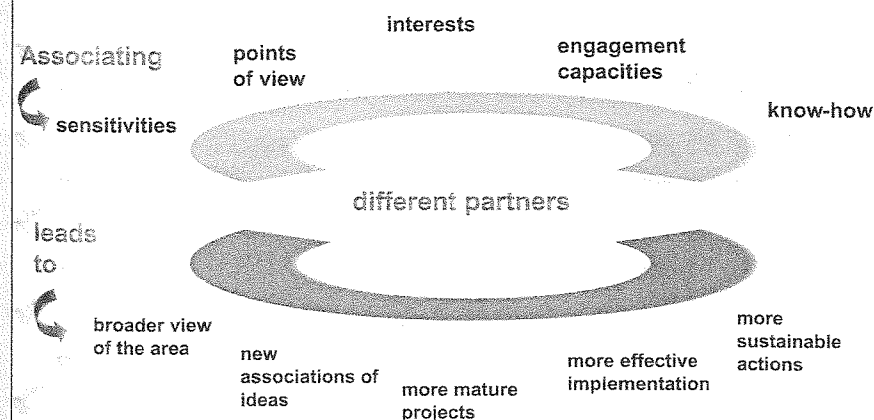 Associating
sensitivities
points
of view
interests
engagement
capacities
know-how
different partners
leads
to
broader view
of the area
new
associations of
ideas
more mature
projects
more effective
implementation
more
sustainable
actions